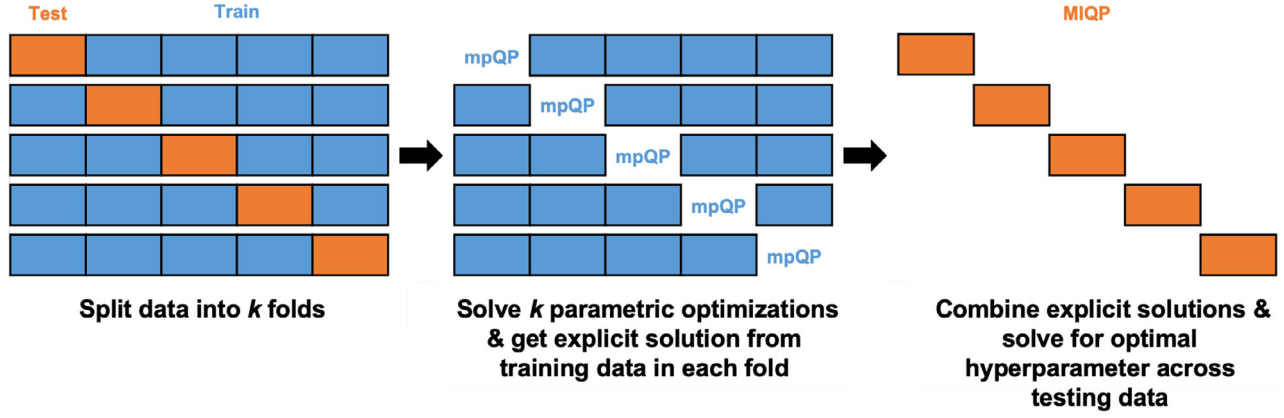 Test
Train
mpQP
mpQP
mpQP
mpQP
mpQP
MIQP
Split data into k folds
Solve k parametric optimizations
& get explicit solution from
training data in each fold
Combine explicit solutions &
solve for optimal
hyperparameter across
testing data